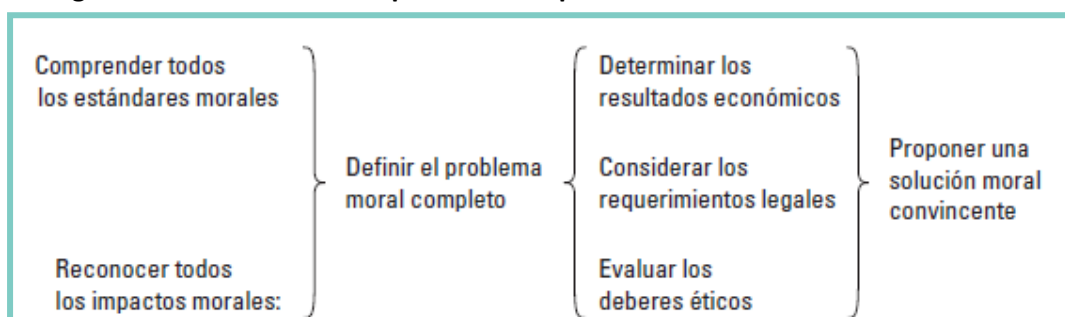 Comprender todos
los estándares morales
Reconocer todos
los impactos morales:
Definir el problema
moral completo
Determinar los
resultados económicos
Considerar los
requerimientos legales
Evaluar los
deberes éticos
Proponer una
solución moral
convincente